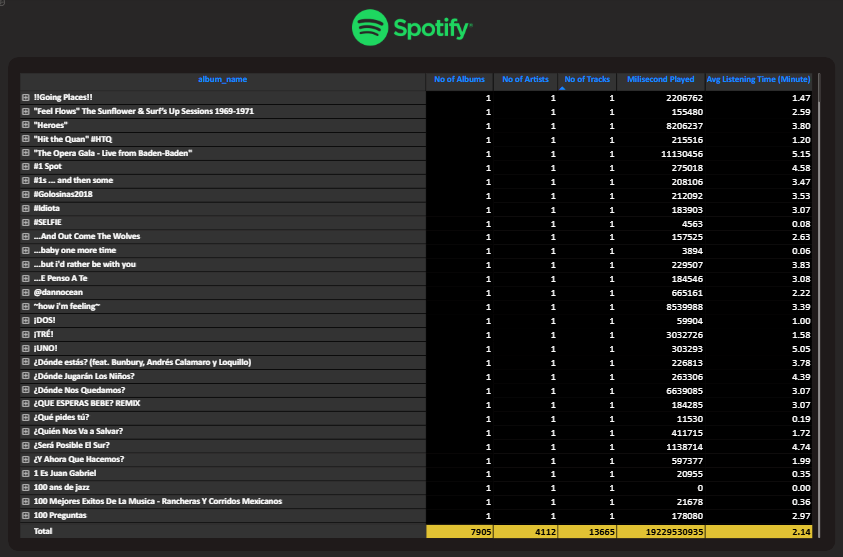 Spotify
album_name No of Albums No of Artists No of Tracks Milisecond Played Avg Listening Time (Minute)
!!Going Places!! 1 1 1 2206762 1.47
"Feel Flows" The Sunflower & Surf's Up Sessions 1969-1971 1 1 1 155480 2.59
"Heroes" 1 1 1 8206237 3.80
"Hit the Quan" #HTQ 1 1 1 215516 1.20
"The Opera Gala - Live from Baden-Baden" 1 1 1 11130456 5.15
#1 Spot 1 1 1 275018 4.58
#1s ... and then some 1 1 1 208106 3.47
#Golosinas2018 1 1 1 212092 3.53
#Idiota 1 1 1 183903 3.07
#SELFIE 1 1 1 4563 0.08
...And Out Come The Wolves 1 1 1 157525 2.63
...baby one more time 1 1 1 3894 0.06
...but i'd rather be with you 1 1 1 229507 3.83
...E Penso A Te 1 1 1 184546 3.08
@dannocean 1 1 1 665161 2.22
~how i'm feeling~ 1 1 1 8539988 3.39
¡DOS! 1 1 1 59904 1.00
¡TRÉ! 1 1 1 3032726 1.58
¡UNO! 1 1 1 303293 5.05
¿Dónde estás? (feat. Bunbury, Andrés Calamaro y Loquillo) 1 1 1 226813 3.78
¿Dónde Jugarán Los Niños? 1 1 1 263306 4.39
¿Dónde Nos Quedamos? 1 1 1 6639085 3.07
¿QUE ESPERAS BEBE? REMIX 1 1 1 184285 3.07
¿Qué pides tú? 1 1 1 11530 0.19
¿Quién Nos Va a Salvar? 1 1 1 411715 1.72
¿Será Posible El Sur? 1 1 1 1138714 4.74
¿Y Ahora Que Hacemos? 1 1 1 597377 1.99
1 Es Juan Gabriel 1 1 1 20955 0.35
100 ans de jazz 1 1 1 0 0.00
100 Mejores Exitos De La Musica - Rancheras Y Corridos Mexicanos 1 1 1 21678 0.36
100 Preguntas 1 1 1 178080 2.97
Total 7905 4112 13665 19229530935 2.14